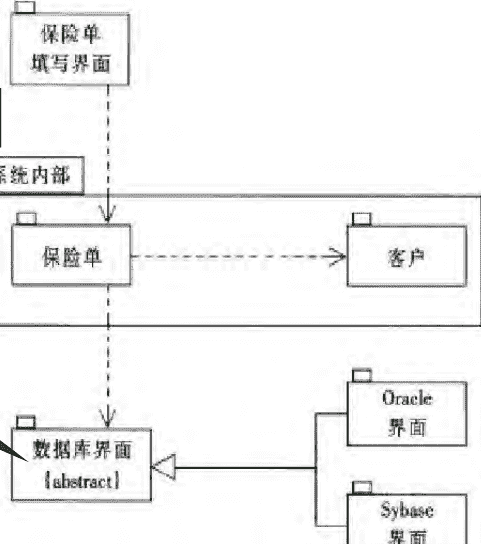 保险单
填写界面
系统内部
保险单
客户
数据库界面
{abstract}
Oracle
界面
Sybase
界面